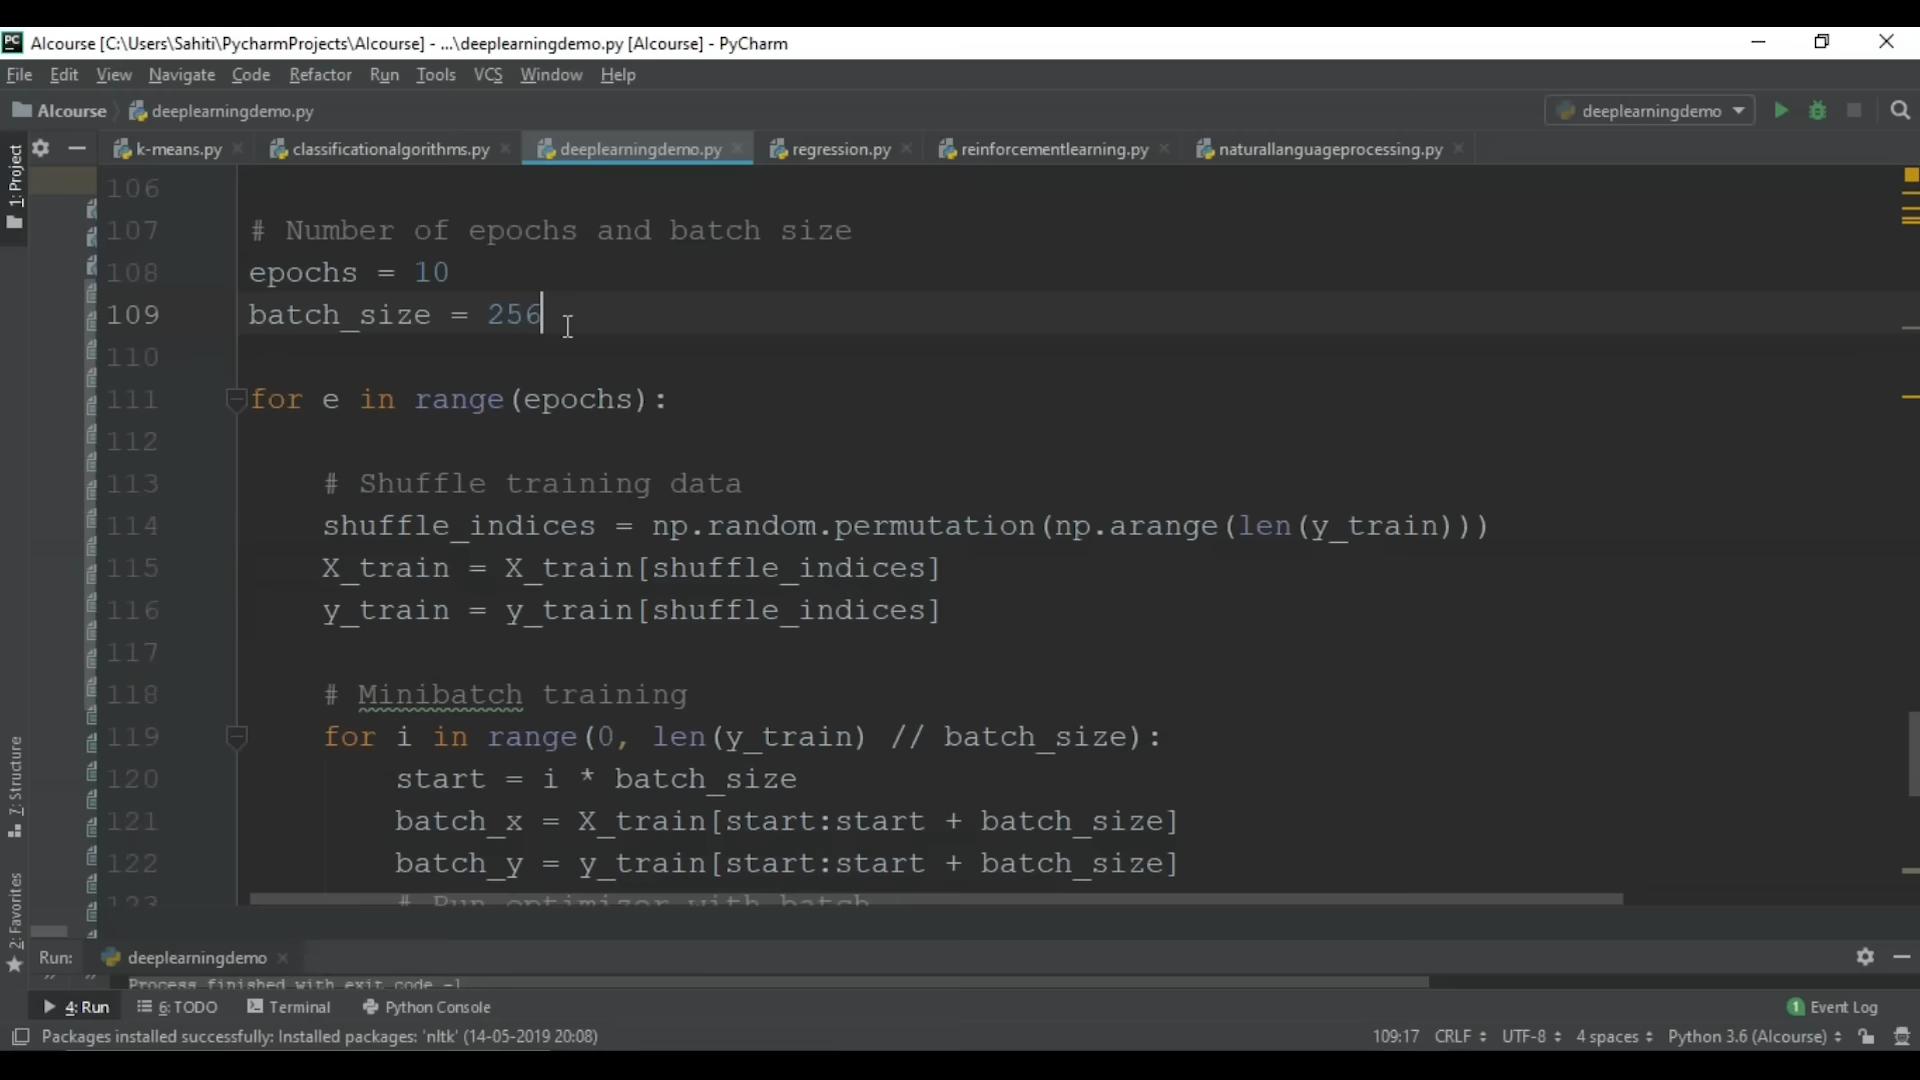 PC AIcourse [C:\Users\Sahiti\PycharmProjects\AIcourse] - ...\deeplearningdemo.py [AIcourse] - PyCharm
File Edit View Navigate Code Refactor Run Tools VCS Window Help
AIcourse deeplearningdemo.py deeplearningdemo
k-means.py classificationalgorithms.py deeplearningdemo.py regression.py reinforcementlearning.py naturallanguageprocessing.py
1: Project
7: Structure
2: Favorites
106
107 # Number of epochs and batch size
108 epochs = 10
109 batch_size = 256
110
111 for e in range(epochs):
112
113 # Shuffle training data
114 shuffle_indices = np.random.permutation(np.arange(len(y_train)))
115 X_train = X_train[shuffle_indices]
116 y_train = y_train[shuffle_indices]
117
118 # Minibatch training
119 for i in range(0, len(y_train) // batch_size):
120 start = i * batch_size
121 batch_x = X_train[start:start + batch_size]
122 batch_y = y_train[start:start + batch_size]
123 # Run optimizer with batch
Run: deeplearningdemo
Process finished with exit code -1
4: Run 6: TODO Terminal Python Console 1 Event Log
Packages installed successfully: Installed packages: 'nltk' (14-05-2019 20:08) 109:17 CRLF UTF-8 4 spaces Python 3.6 (AIcourse)